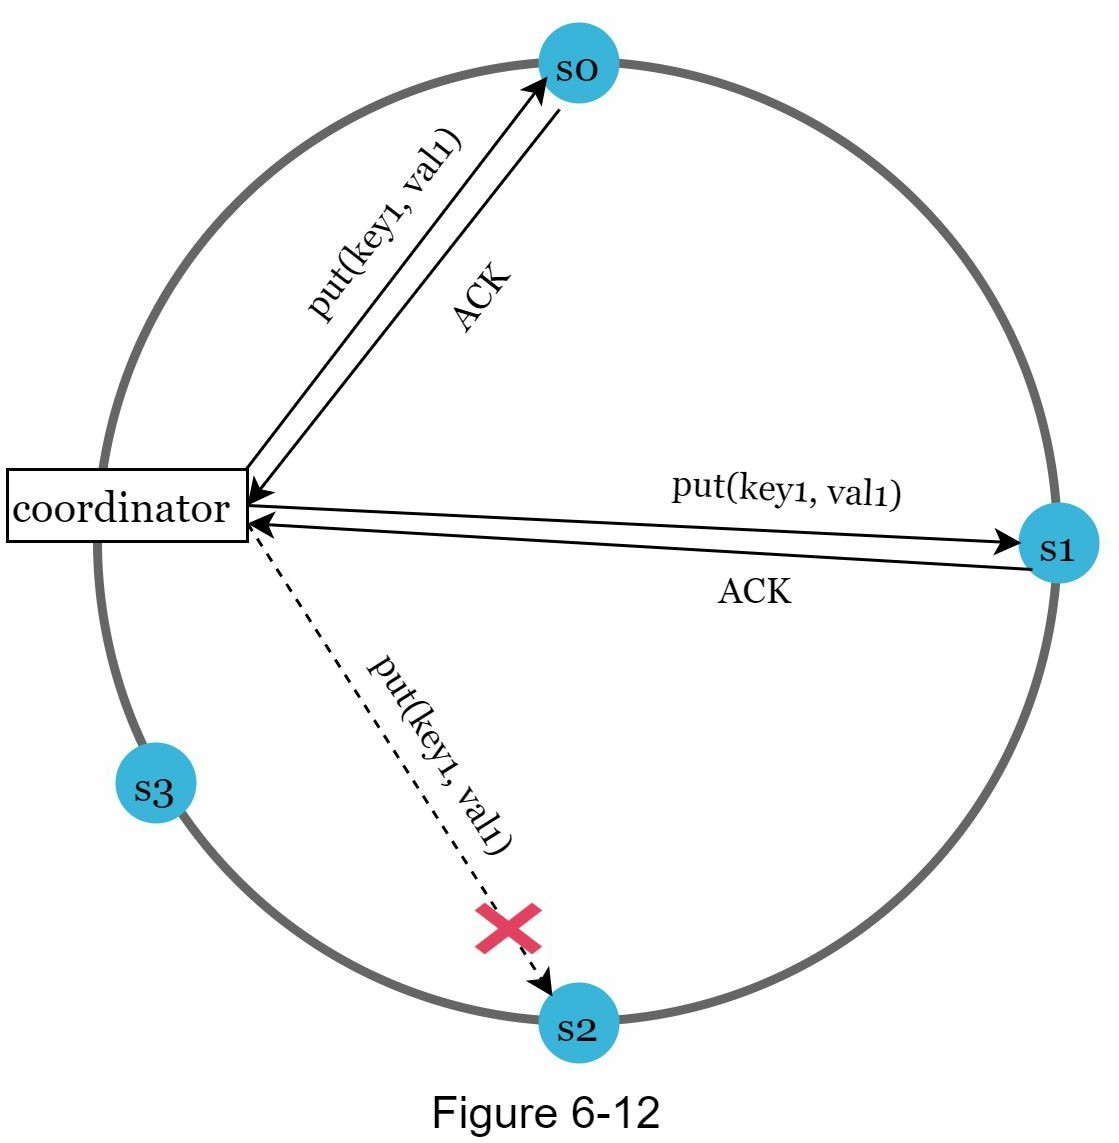 s0
put(key1, val1)
ACK
put(key1, val1)
coordinator
s1
ACK
put(key1, val1)
s3
s2
Figure 6-12